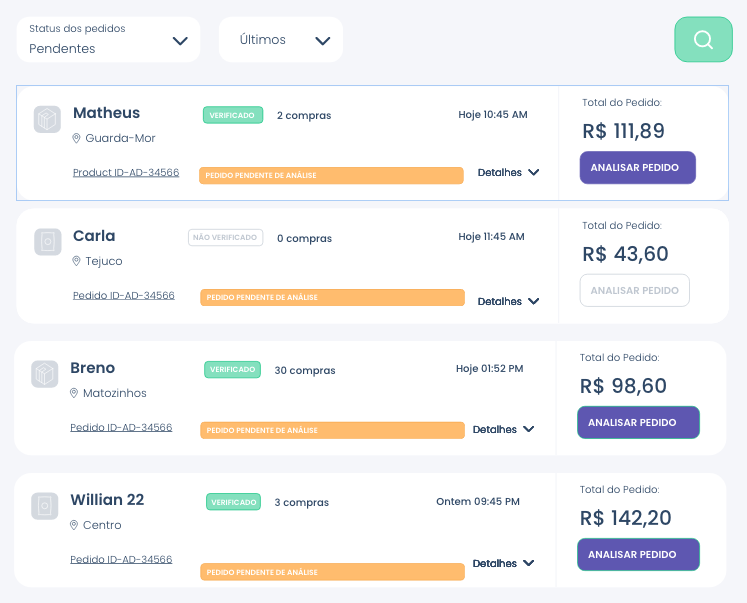 Status dos pedidos
Pendentes
Últimos
Matheus
VERIFICADO
2 compras
Hoje 10:45 AM
Guarda-Mor
Product ID-AD-34566
PEDIDO PENDENTE DE ANÁLISE
Detalhes
Total do Pedido:
R$ 111,89
ANALISAR PEDIDO
Carla
NÃO VERIFICADO
0 compras
Hoje 11:45 AM
Tejuco
Pedido ID-AD-34566
PEDIDO PENDENTE DE ANÁLISE
Detalhes
Total do Pedido:
R$ 43,60
ANALISAR PEDIDO
Breno
VERIFICADO
30 compras
Hoje 01:52 PM
Matozinhos
Pedido ID-AD-34566
PEDIDO PENDENTE DE ANÁLISE
Detalhes
Total do Pedido:
R$ 98,60
ANALISAR PEDIDO
Willian 22
VERIFICADO
3 compras
Ontem 09:45 PM
Centro
Pedido ID-AD-34566
PEDIDO PENDENTE DE ANÁLISE
Detalhes
Total do Pedido:
R$ 142,20
ANALISAR PEDIDO